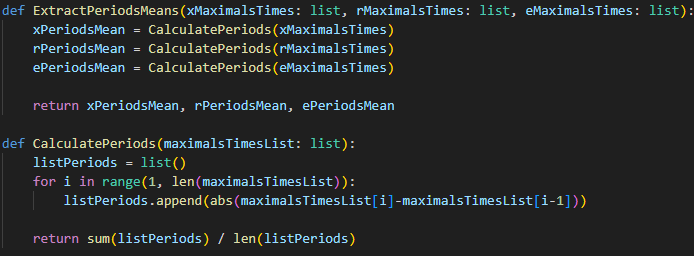 def ExtractPeriodsMeans(xMaximalsTimes: list, rMaximalsTimes: list, eMaximalsTimes: list):
    xPeriodsMean = CalculatePeriods(xMaximalsTimes)
    rPeriodsMean = CalculatePeriods(rMaximalsTimes)
    ePeriodsMean = CalculatePeriods(eMaximalsTimes)

    return xPeriodsMean, rPeriodsMean, ePeriodsMean

def CalculatePeriods(maximalsTimesList: list):
    listPeriods = list()
    for i in range(1, len(maximalsTimesList)):
        listPeriods.append(abs(maximalsTimesList[i]-maximalsTimesList[i-1]))

    return sum(listPeriods) / len(listPeriods)